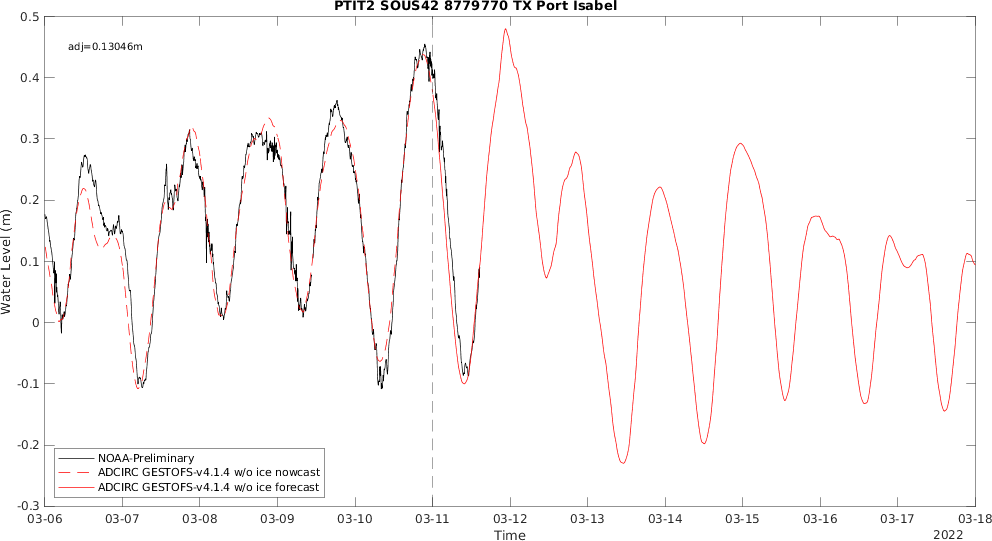 PTIT2 SOUS42 8779770 TX Port Isabel
0.5
adj=0.13046m
0.4
0.3
0.2
0.1
0
-0.1
-0.2
-0.3
Water Level (m)
NOAA-Preliminary
ADCIRC GESTOFS-v4.1.4 w/o ice nowcast
ADCIRC GESTOFS-v4.1.4 w/o ice forecast
03-06 03-07 03-08 03-09 03-10 03-11 03-12 03-13 03-14 03-15 03-16 03-17 03-18
Time
2022